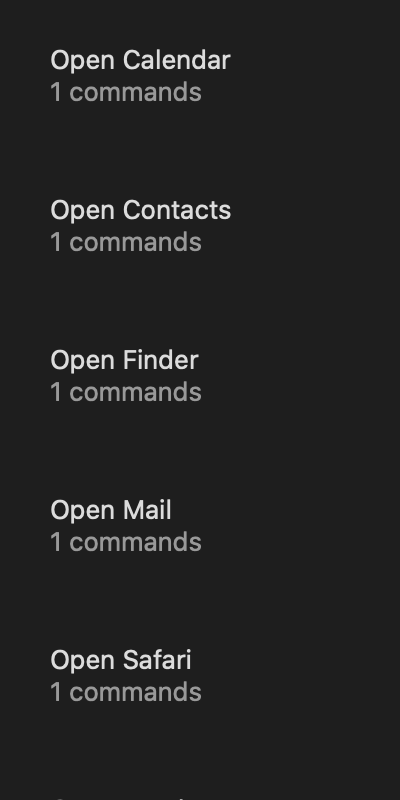 Open Calendar
1 commands
Open Contacts
1 commands
Open Finder
1 commands
Open Mail
1 commands
Open Safari
1 commands